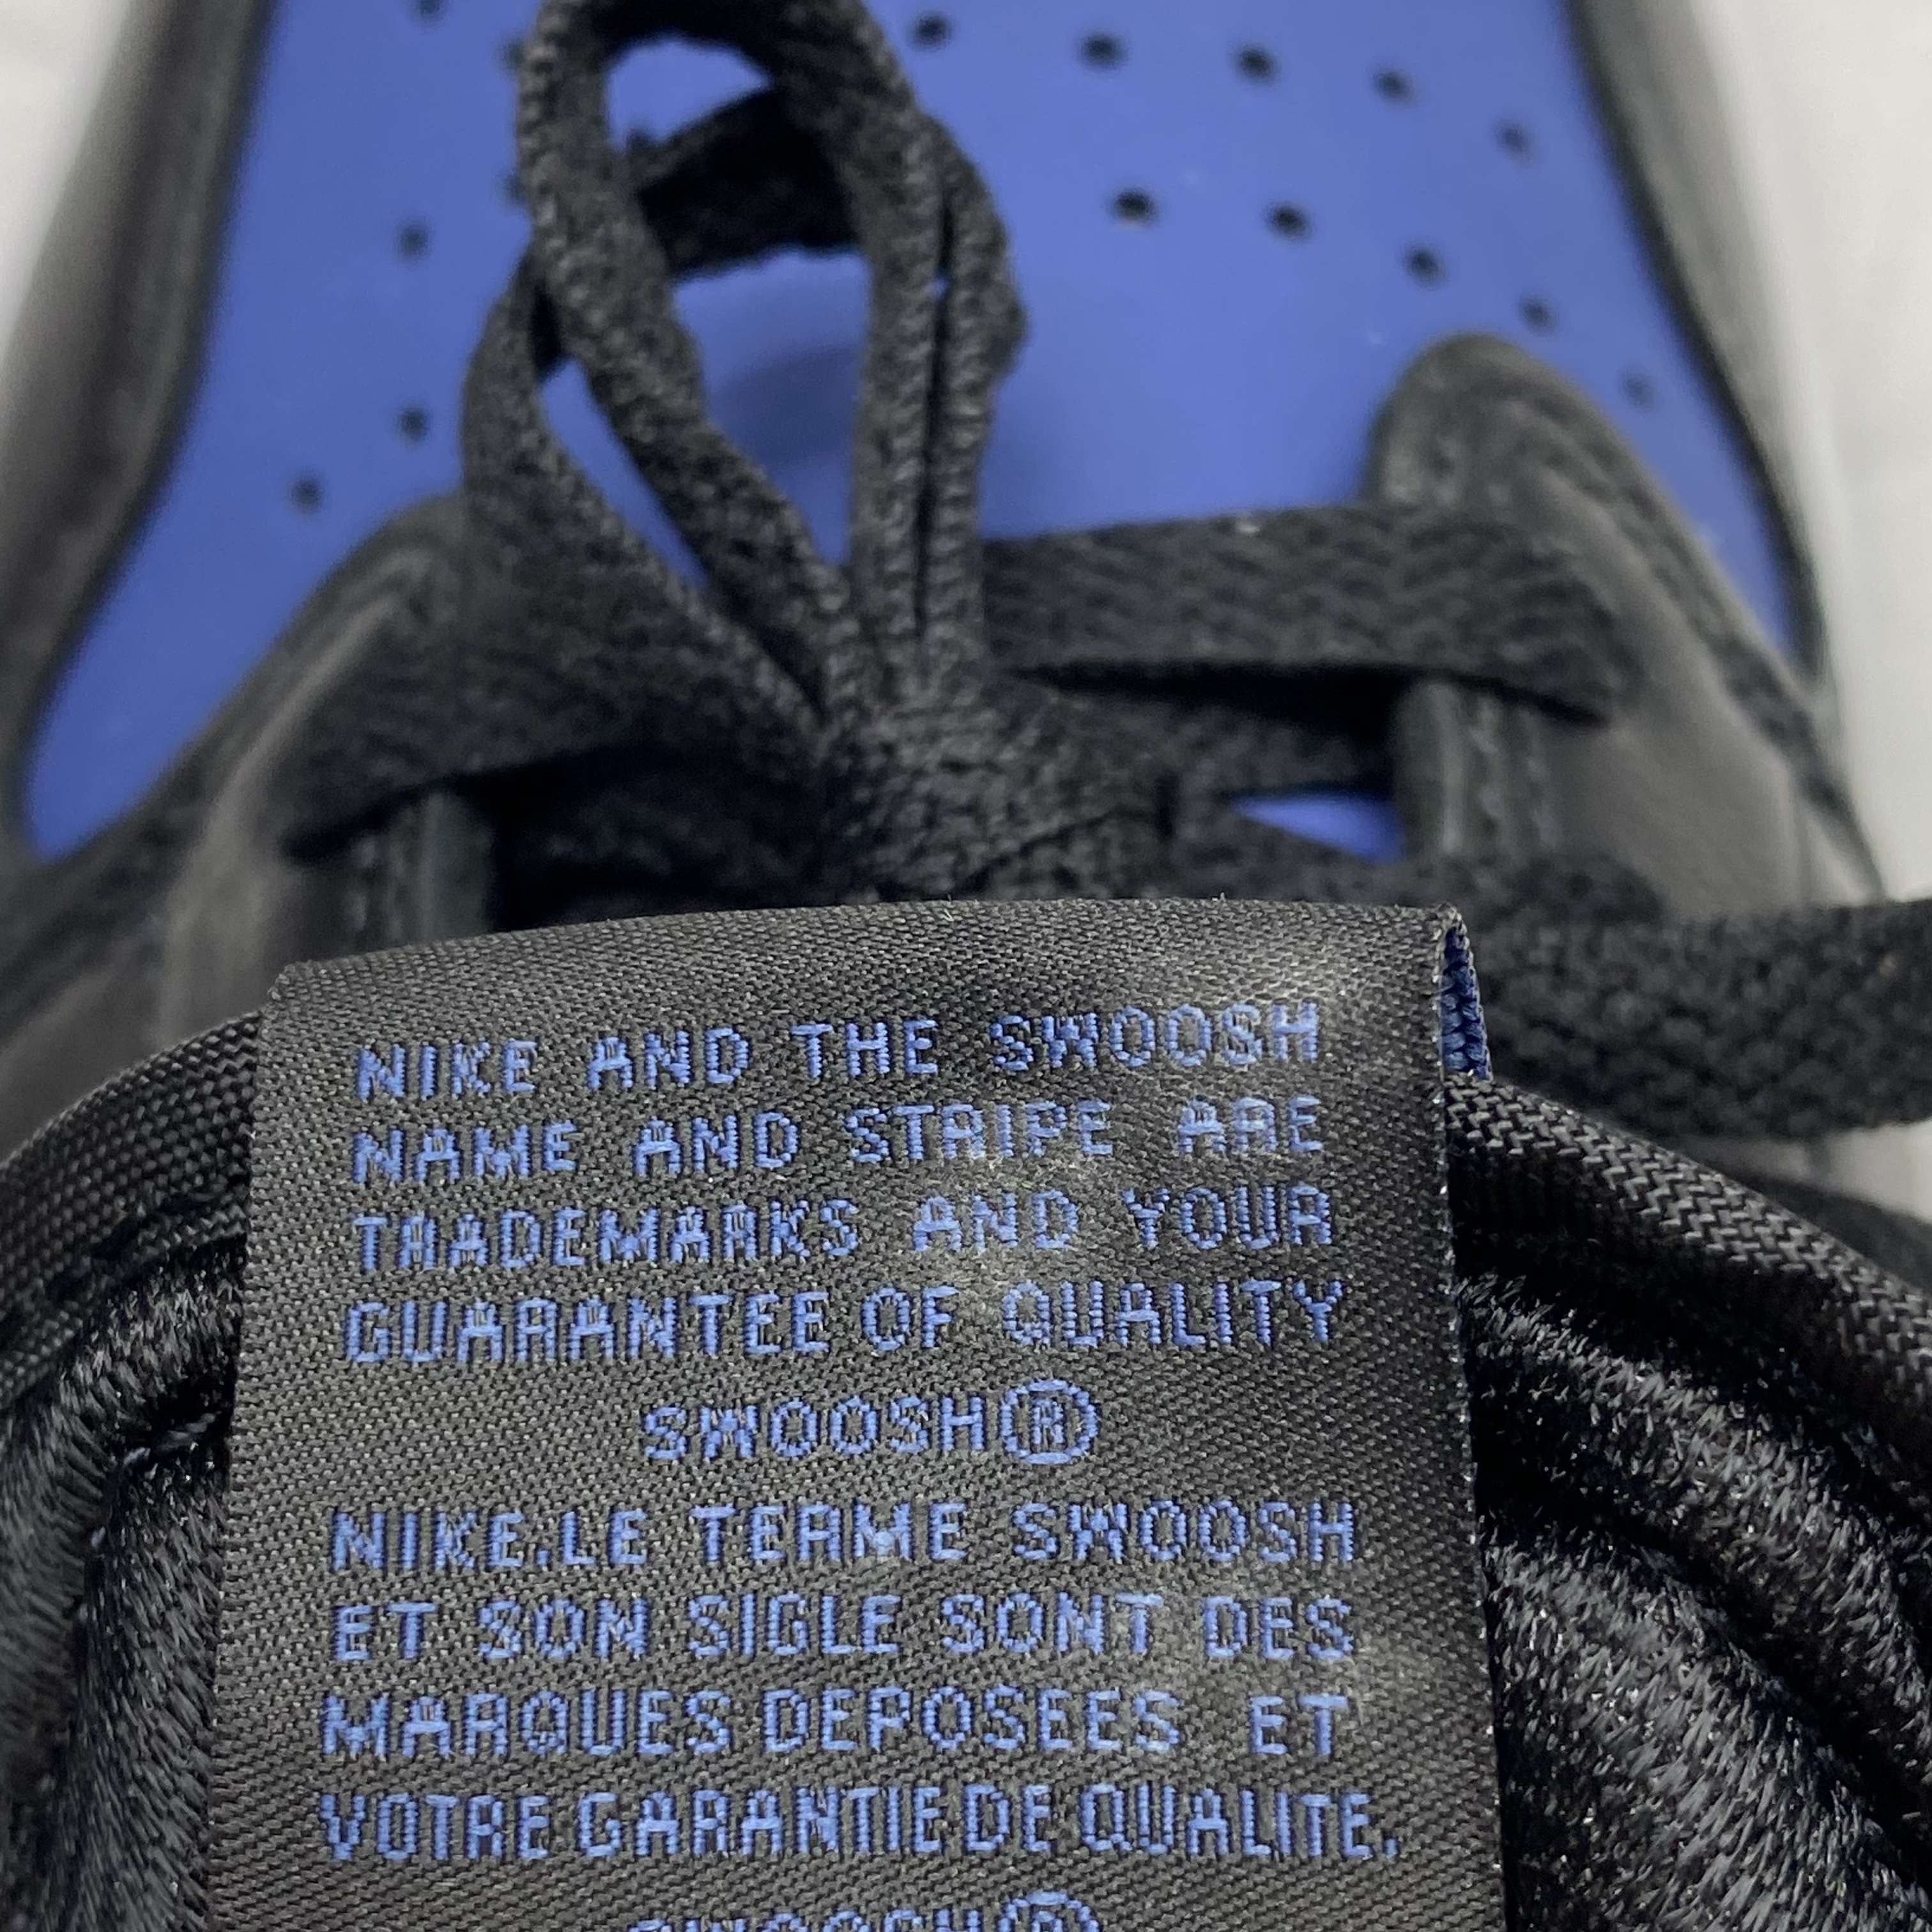 NIKE AND THE SWOOSH
NAME AND STRIPE ARE
TRADEMARKS AND YOUR
GUARANTEE OF QUALITY
SWOOSH®
NIKE.LE TERME SWOOSH
ET SON SIGLE SONT DES
MARQUES DEPOSEES ET
VOTRE GARANTIE DE QUALITE.
SWOOSH®